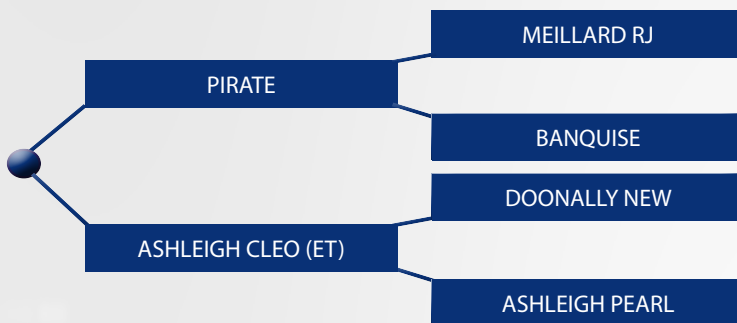 MEILLARD RJ
PIRATE
BANQUISE
DOONALLY NEW
ASHLEIGH CLEO (ET)
ASHLEIGH PEARL